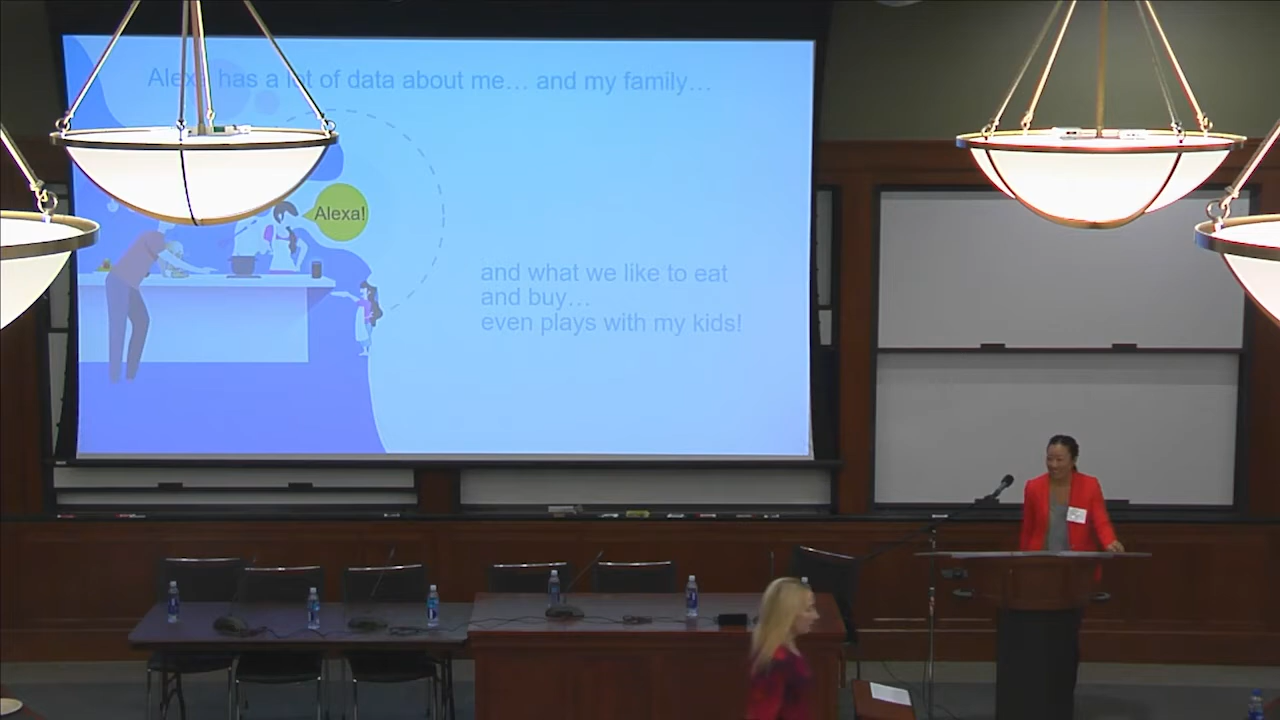 Alexa has a lot of data about me… and my family…
Alexa!
and what we like to eat
and buy…
even plays with my kids!